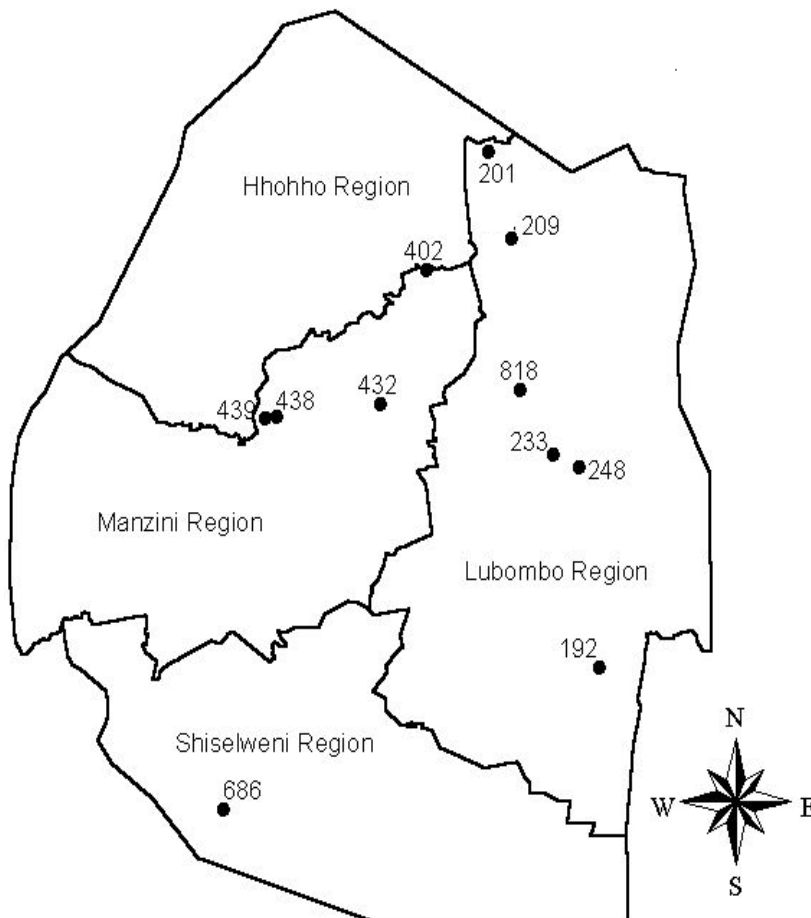 Hhohho Region
201
209
402
818
432
439
438
233
248
Manzini Region
Lubombo Region
192
Shiselweni Region
686
N
W
E
S